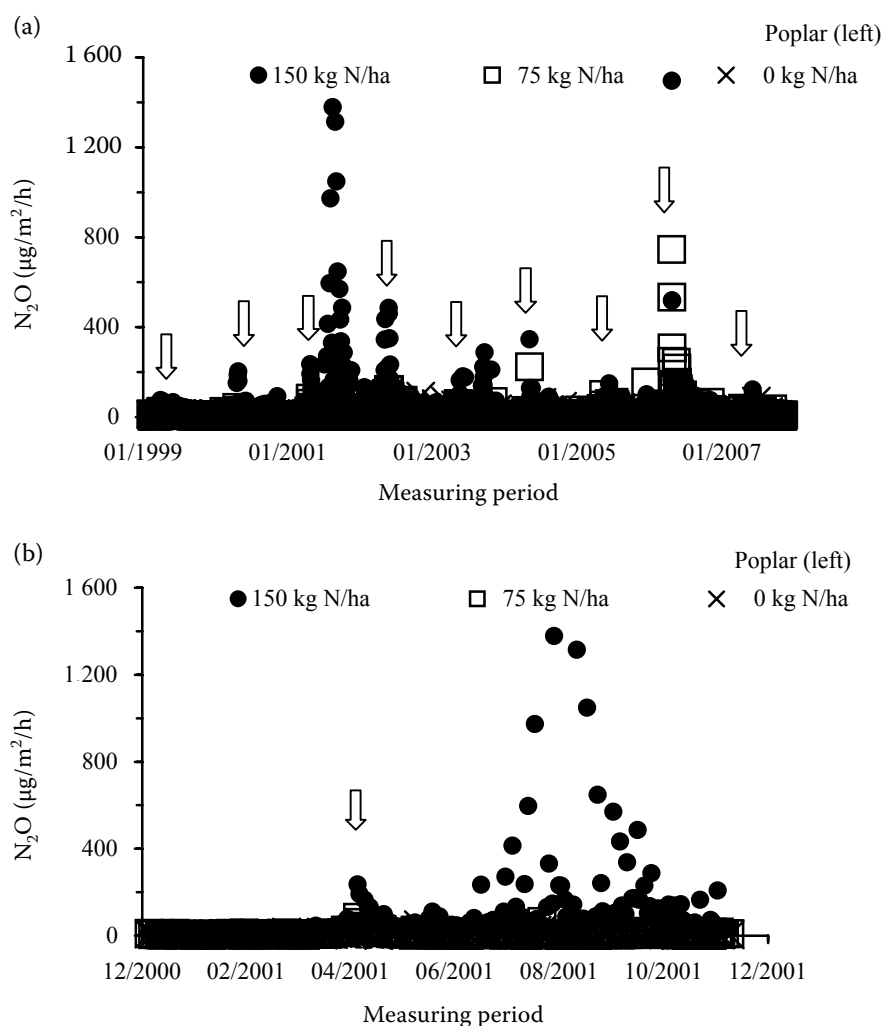 (a)
Poplar (left)
150 kg N/ha 75 kg N/ha 0 kg N/ha
1 600
1 200
800
400
0
N₂O (µg/m²/h)
01/1999 01/2001 01/2003 01/2005 01/2007
Measuring period
(b)
Poplar (left)
150 kg N/ha 75 kg N/ha 0 kg N/ha
1 600
1 200
800
400
0
N₂O (µg/m²/h)
12/2000 02/2001 04/2001 06/2001 08/2001 10/2001 12/2001
Measuring period